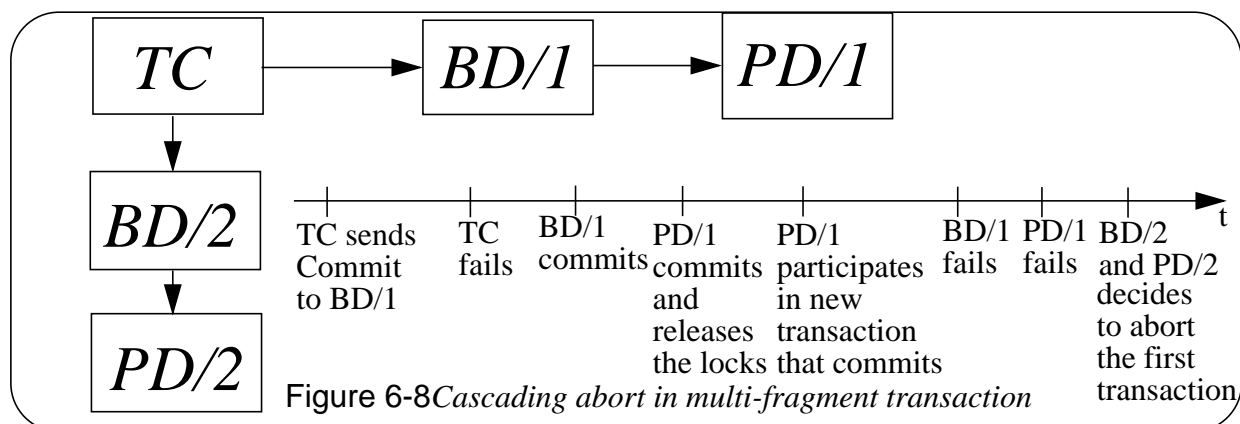 TC
BD/1
PD/1
BD/2
PD/2
t
TC sends
Commit
to BD/1
TC
fails
BD/1
commits
PD/1
commits
and
releases
the locks
PD/1
participates
in new
transaction
that commits
BD/1
fails
PD/1
fails
BD/2
and PD/2
decides
to abort
the first
transaction
Figure 6-8Cascading abort in multi-fragment transaction